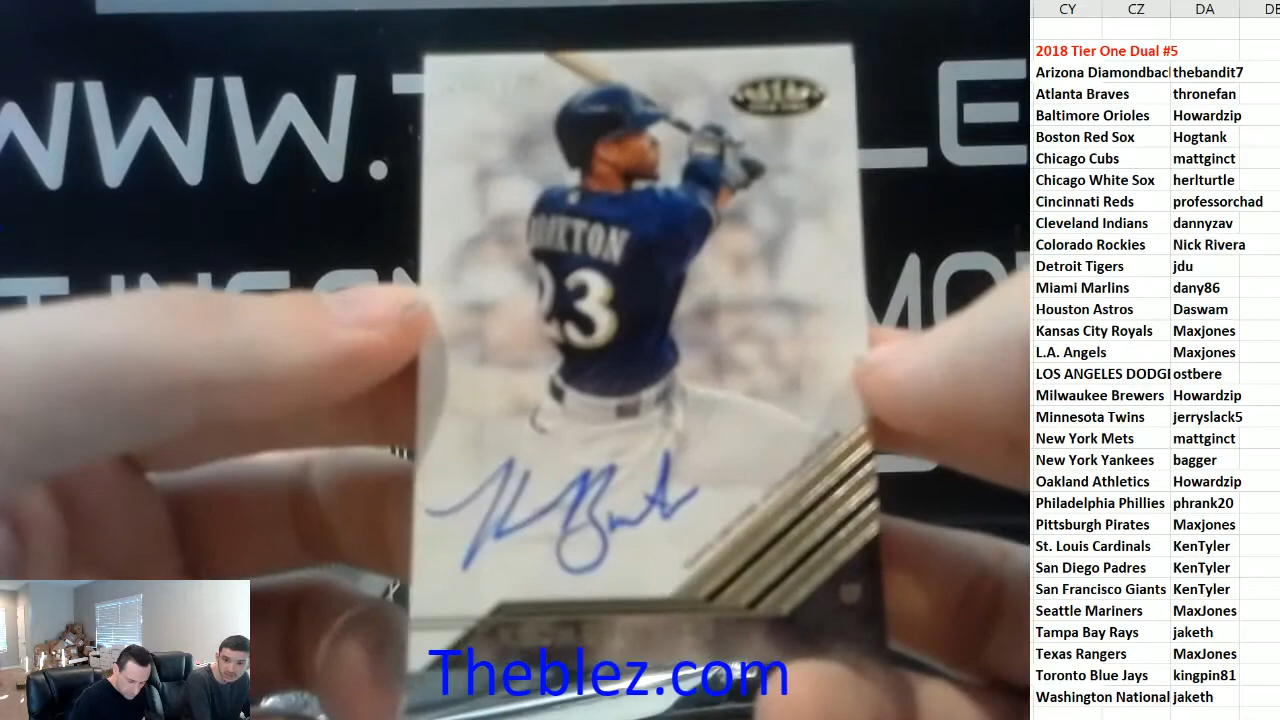 CY CZ DA DE
2018 Tier One Dual #5
Arizona Diamondbac thebandit7
Atlanta Braves thronefan
Baltimore Orioles Howardzip
Boston Red Sox Hogtank
Chicago Cubs mattginct
Chicago White Sox herlturtle
Cincinnati Reds professorchad
Cleveland Indians dannyzav
Colorado Rockies Nick Rivera
Detroit Tigers jdu
Miami Marlins dany86
Houston Astros Daswam
Kansas City Royals Maxjones
L.A. Angels Maxjones
LOS ANGELES DODGE ostbere
Milwaukee Brewers Howardzip
Minnesota Twins jerryslack5
New York Mets mattginct
New York Yankees bagger
Oakland Athletics Howardzip
Philadelphia Phillies phrank20
Pittsburgh Pirates Maxjones
St. Louis Cardinals KenTyler
San Diego Padres KenTyler
San Francisco Giants KenTyler
Seattle Mariners MaxJones
Tampa Bay Rays jaketh
Texas Rangers MaxJones
Toronto Blue Jays kingpin81
Washington National jaketh
WWW.
LE
23
Theblez.com